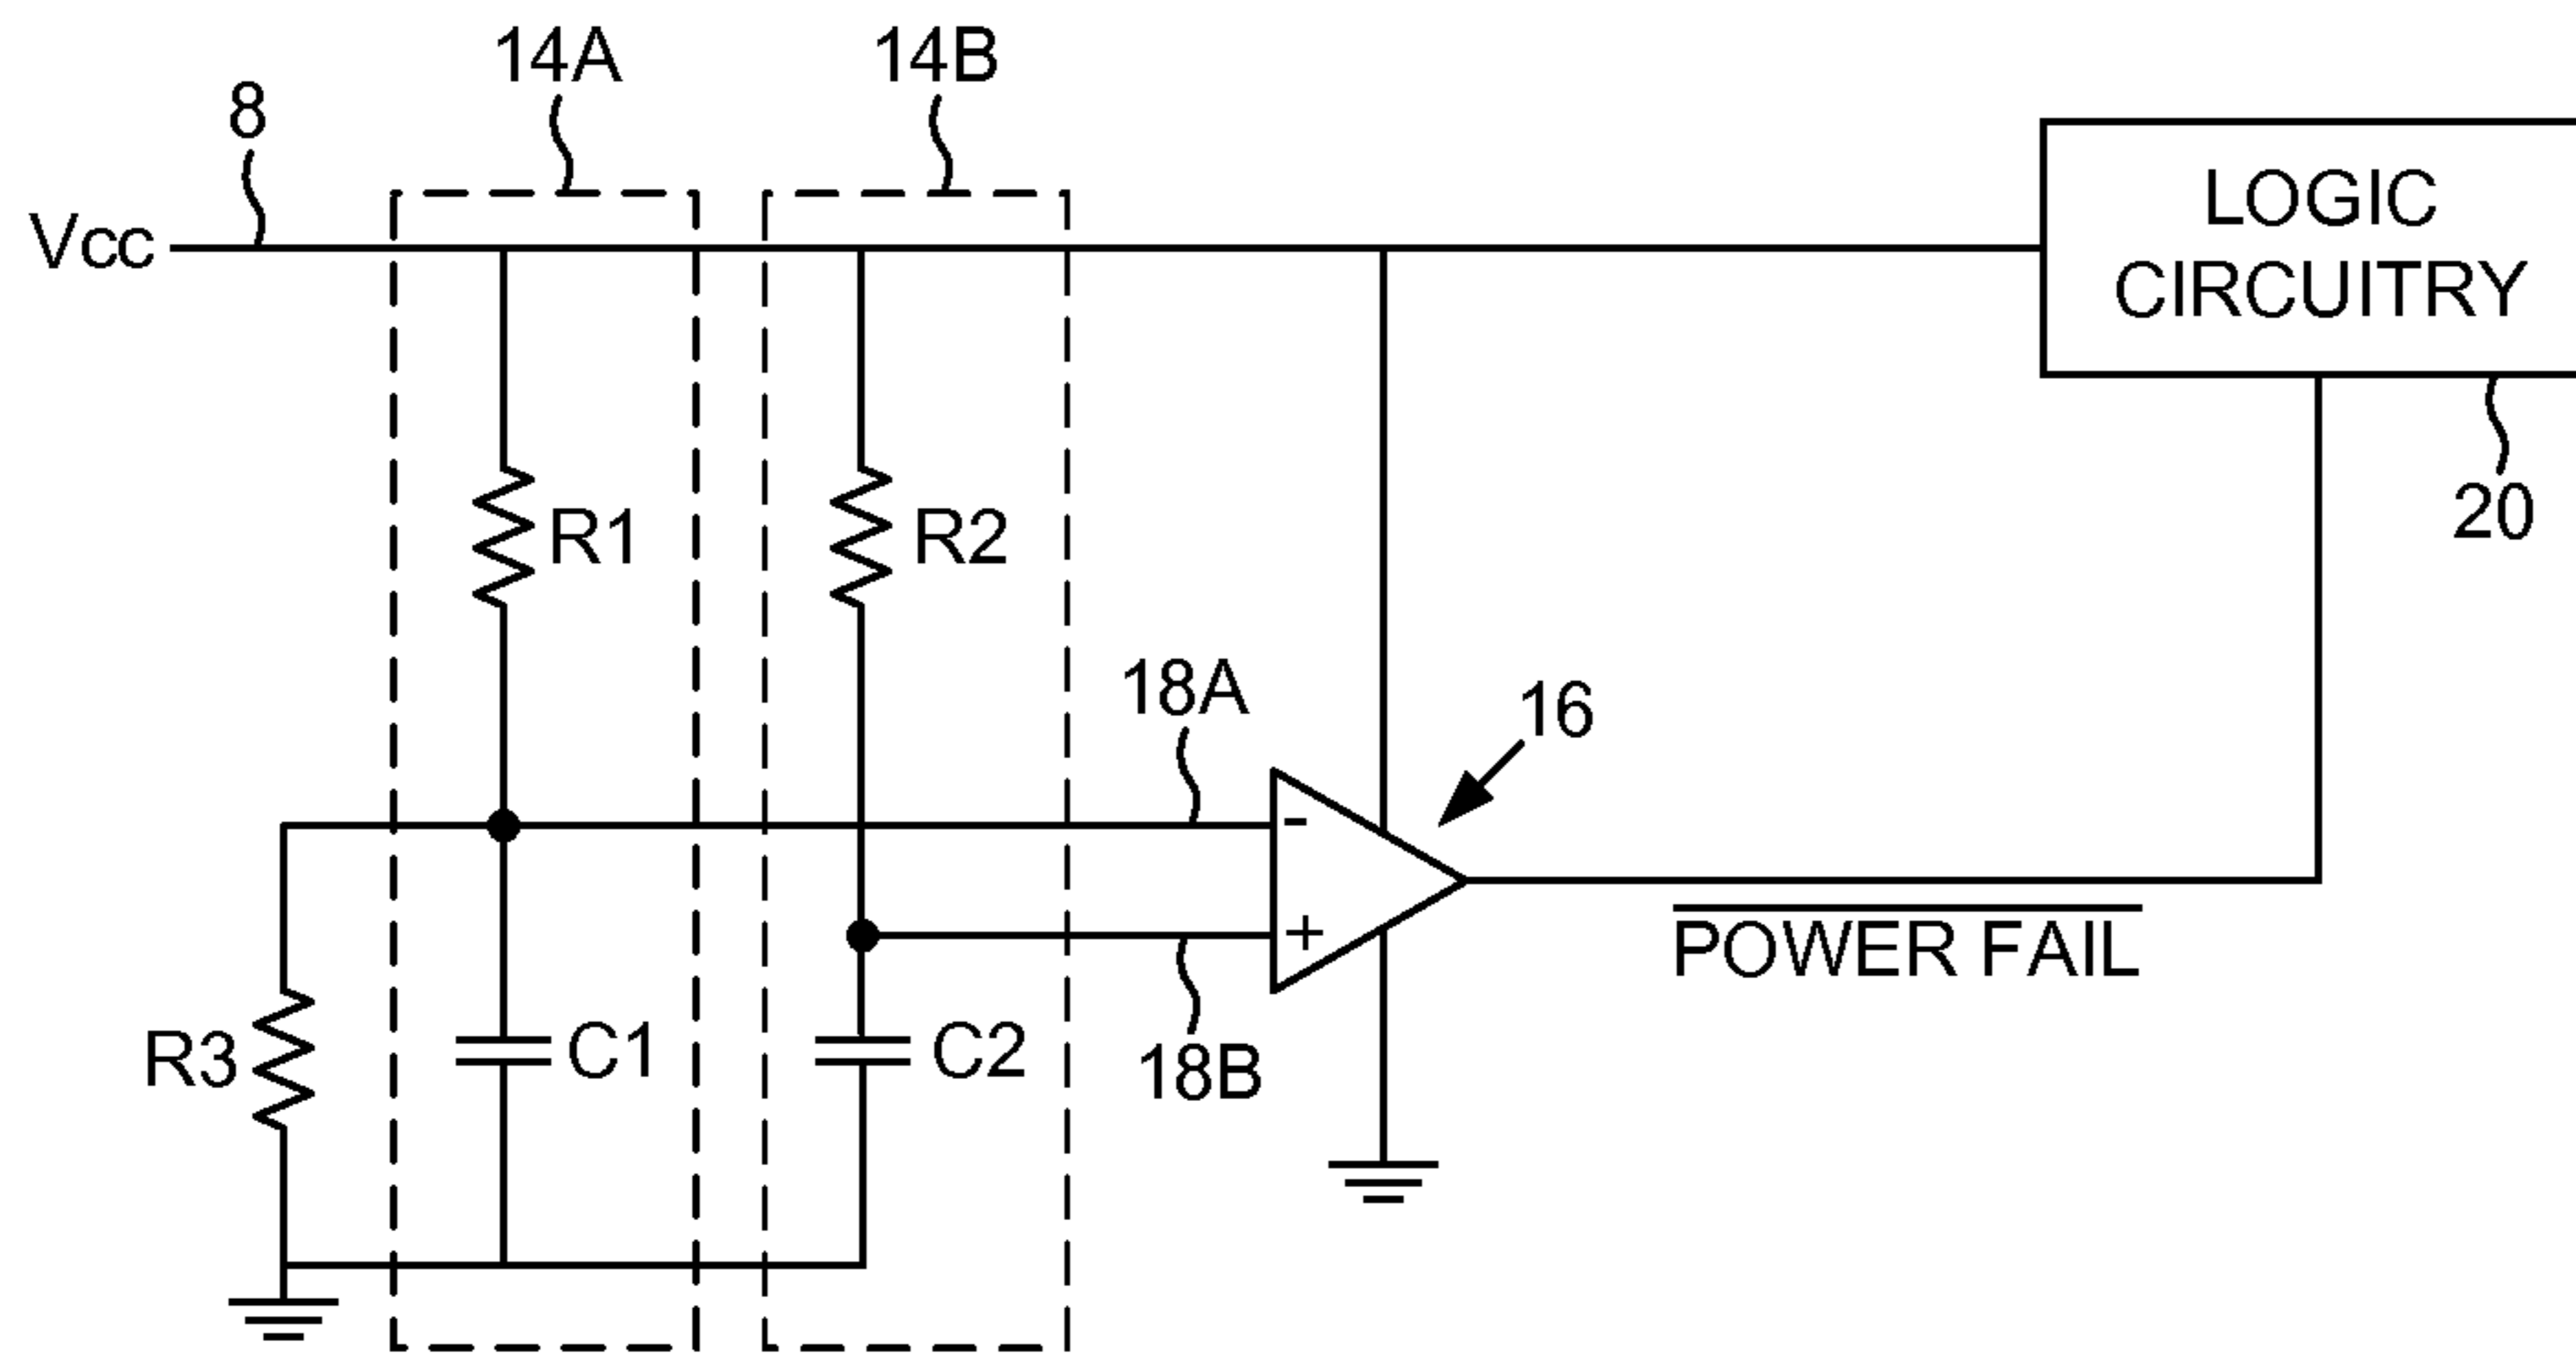 14A
14B
8
Vcc
LOGIC
CIRCUITRY
20
R1
R2
18A
16
-
+
POWER FAIL
R3
C1
C2
18B